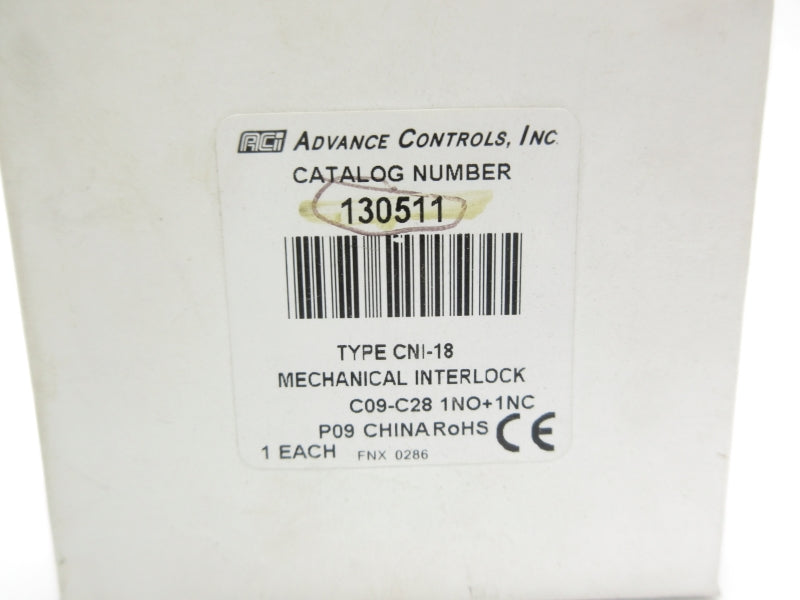 ACi ADVANCE CONTROLS, INC.
CATALOG NUMBER
130511
TYPE CNI-18
MECHANICAL INTERLOCK
C09-C28 1NO+1NC
P09 CHINA RoHS CE
1 EACH FNX 0286